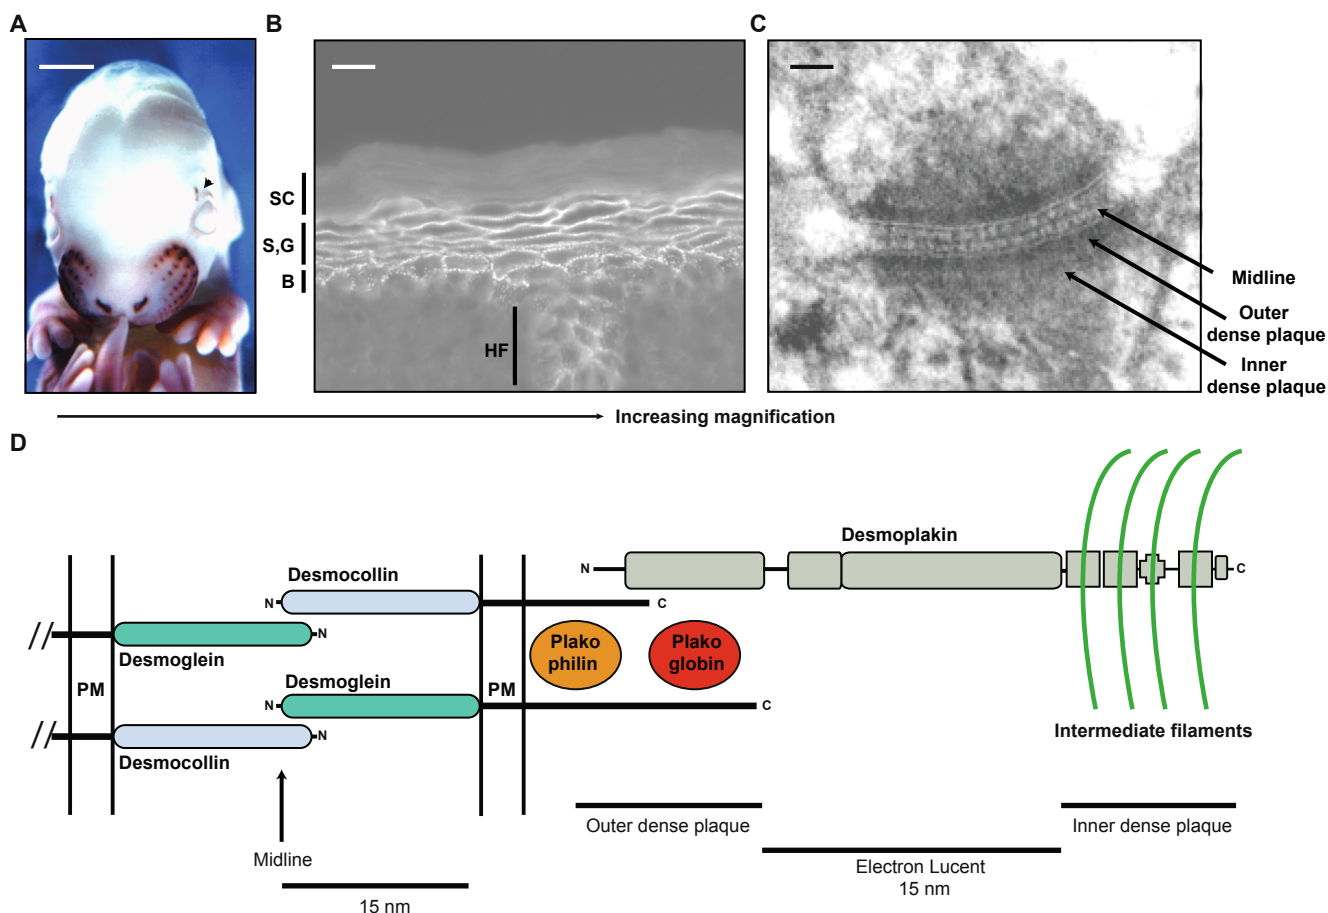 A
B
C
SC
S,G
B
HF
Midline
Outer
dense plaque
Inner
dense plaque
Increasing magnification
D
Desmoplakin
N
C
Desmocollin
N
C
N
Desmoglein
Plako
philin
Plako
globin
PM
Desmoglein
PM
N
C
N
Desmocollin
Intermediate filaments
Outer dense plaque
Inner dense plaque
Midline
Electron Lucent
15 nm
15 nm